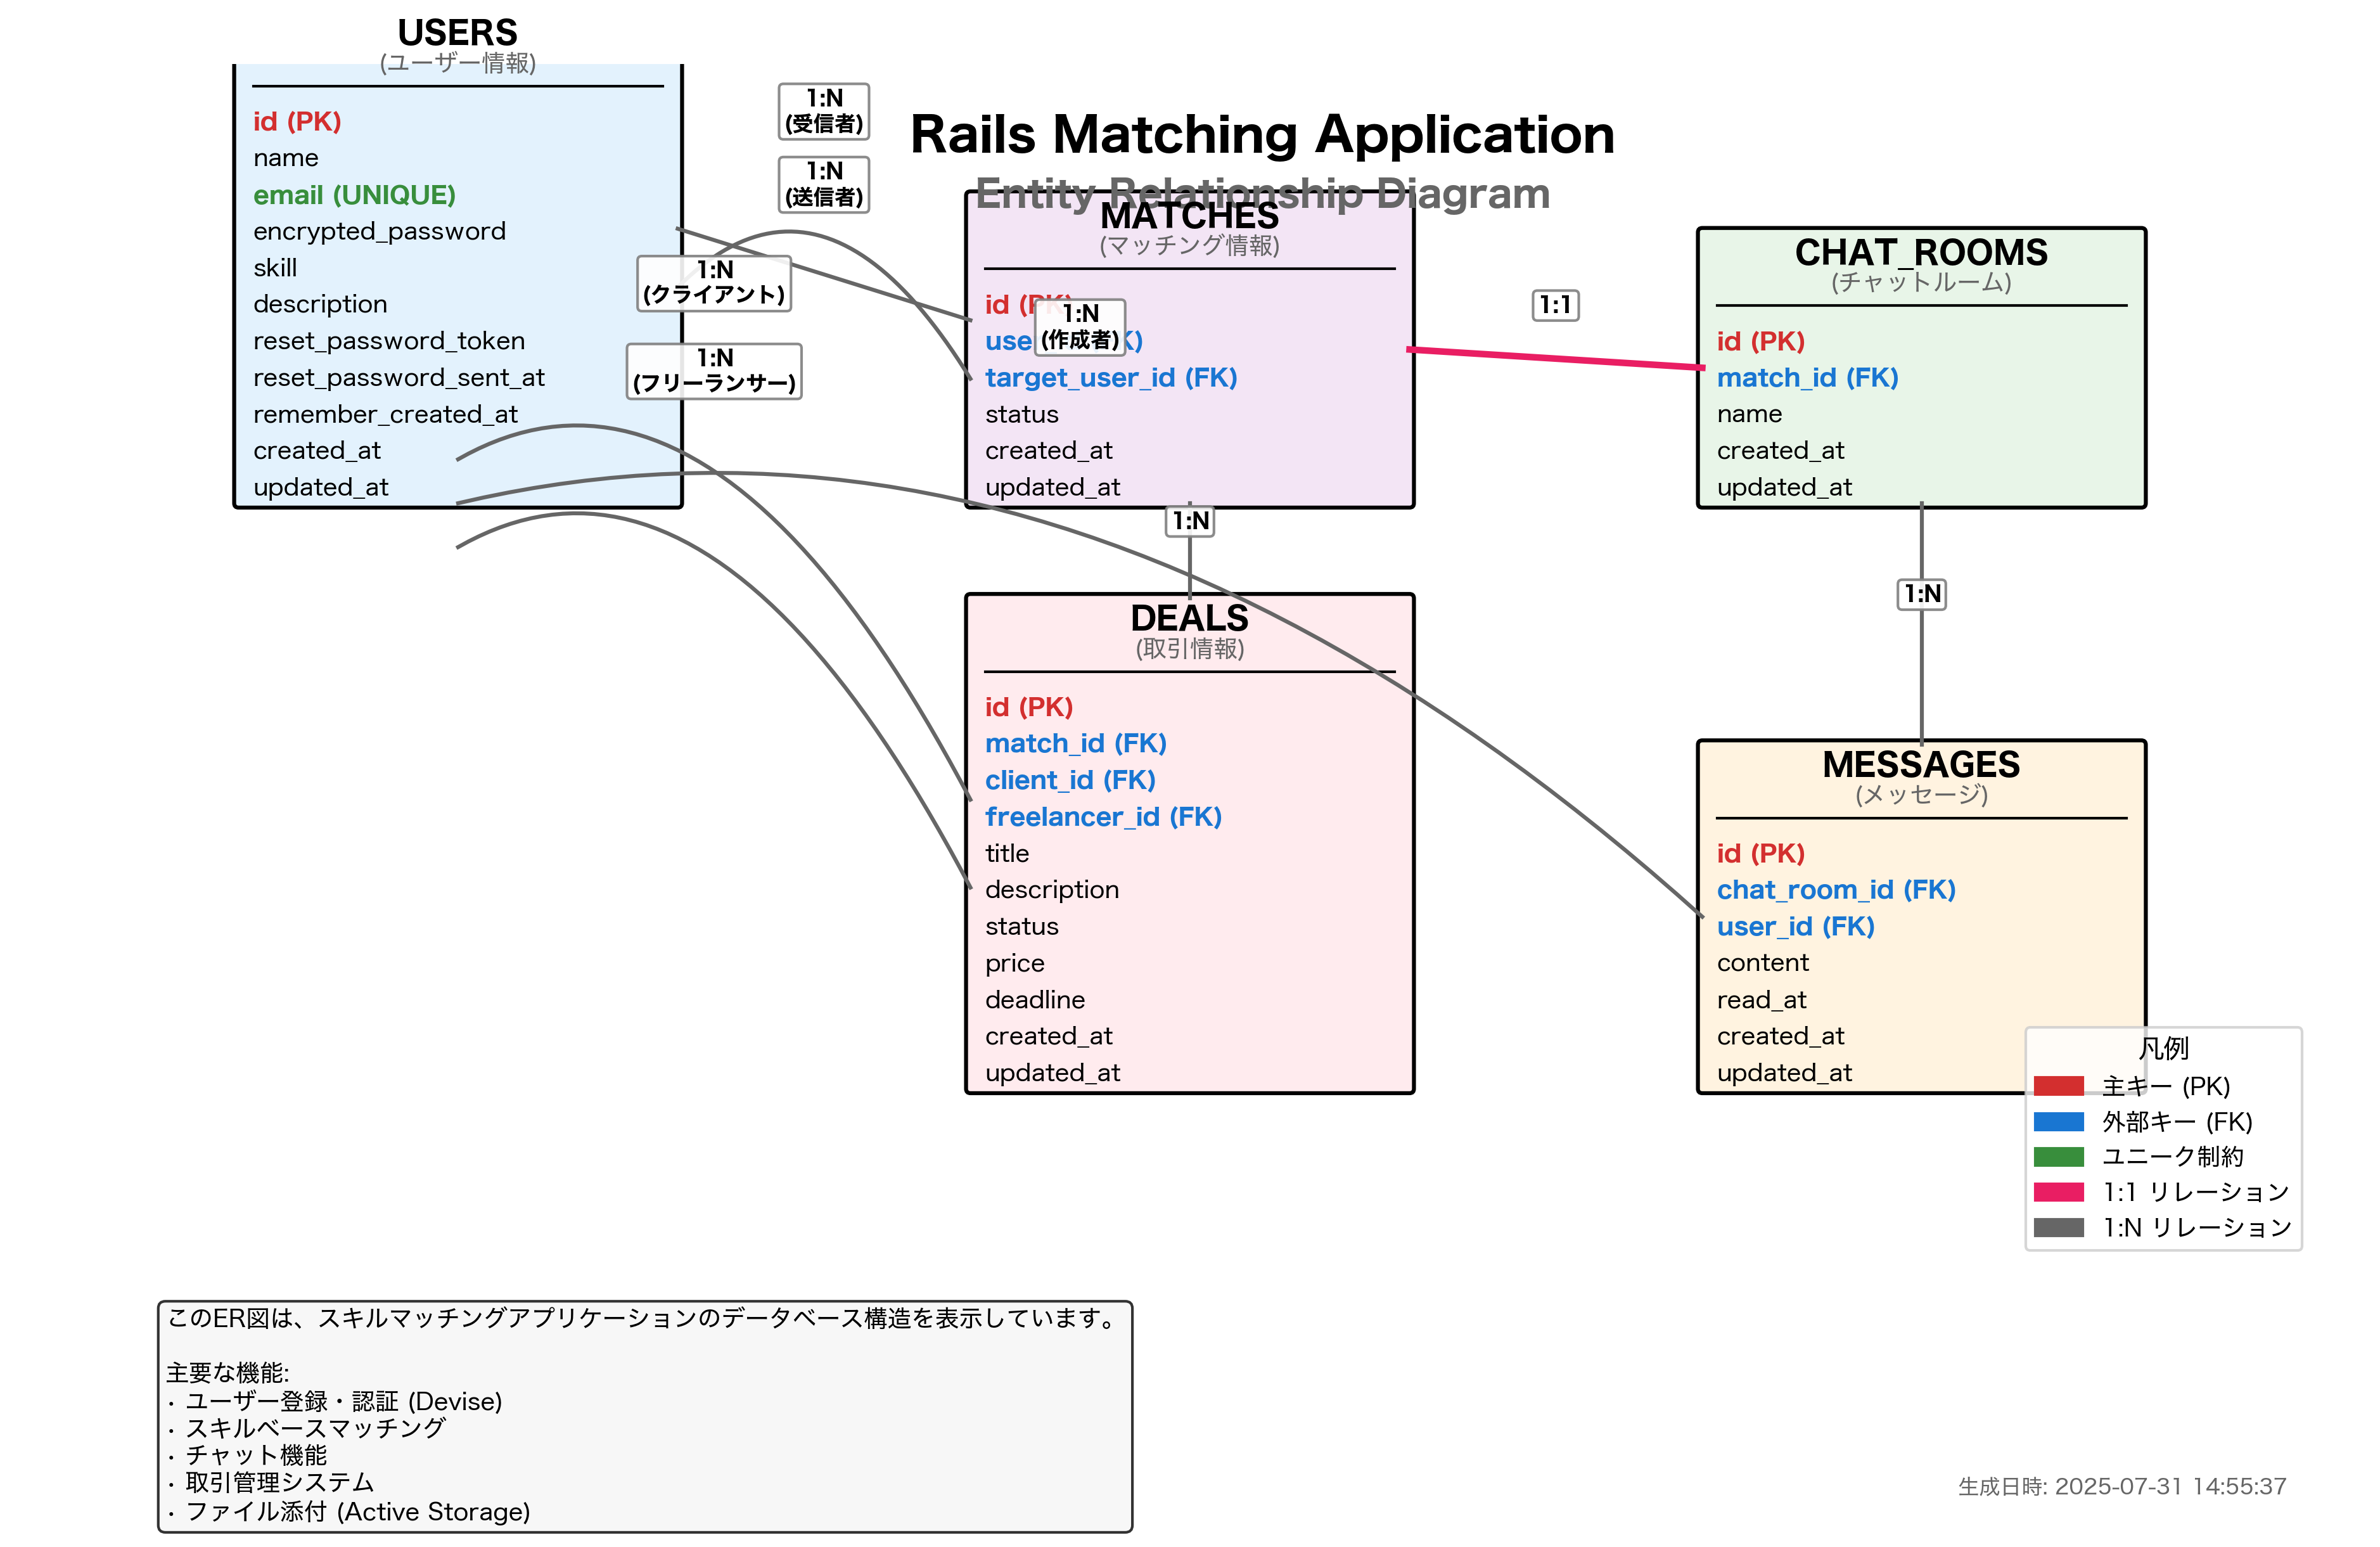 USERS
(ユーザー情報)
id (PK)
name
email (UNIQUE)
encrypted_password
skill
description
reset_password_token
reset_password_sent_at
remember_created_at
created_at
updated_at
1:N
(受信者)
1:N
(送信者)
1:N
(クライアント)
1:N
(フリーランサー)
Rails Matching Application
Entity Relationship Diagram
MATCHES
(マッチング情報)
id (PK)
1:N
(作成者)
target_user_id (FK)
status
created_at
updated_at
1:1
CHAT_ROOMS
(チャットルーム)
id (PK)
match_id (FK)
name
created_at
updated_at
1:N
1:N
DEALS
(取引情報)
id (PK)
match_id (FK)
client_id (FK)
freelancer_id (FK)
title
description
status
price
deadline
created_at
updated_at
MESSAGES
(メッセージ)
id (PK)
chat_room_id (FK)
user_id (FK)
content
read_at
created_at
updated_at
凡例
主キー (PK)
外部キー (FK)
ユニーク制約
1:1 リレーション
1:N リレーション
このER図は、スキルマッチングアプリケーションのデータベース構造を表示しています。
主要な機能:
• ユーザー登録・認証 (Devise)
• スキルベースマッチング
• チャット機能
• 取引管理システム
• ファイル添付 (Active Storage)
生成日時: 2025-07-31 14:55:37